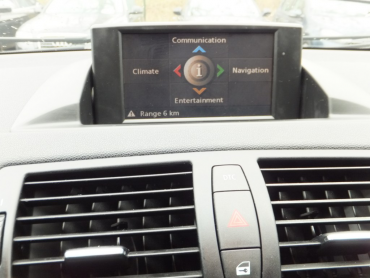 Communication
Climate
i
Navigation
Entertainment
Range 6 km